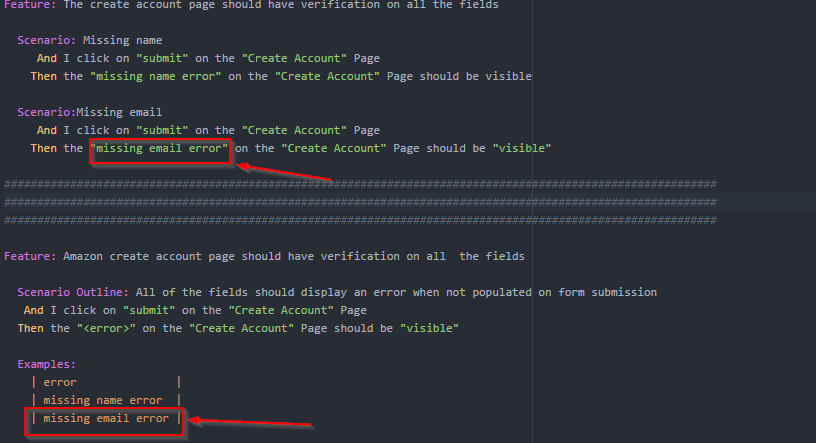 Feature: The create account page should have verification on all the fields
Scenario: Missing name
And I click on "submit" on the "Create Account" Page
Then the "missing name error" on the "Create Account" Page should be visible
Scenario:Missing email
And I click on "submit" on the "Create Account" Page
Then the "missing email error" on the "Create Account" Page should be "visible"
############################################################################################################
############################################################################################################
############################################################################################################
Feature: Amazon create account page should have verification on all  the fields
Scenario Outline: All of the fields should display an error when not populated on form submission
And I click on "submit" on the "Create Account" Page
Then the "<error>" on the "Create Account" Page should be "visible"
Examples:
| error               |
| missing name error  |
| missing email error |